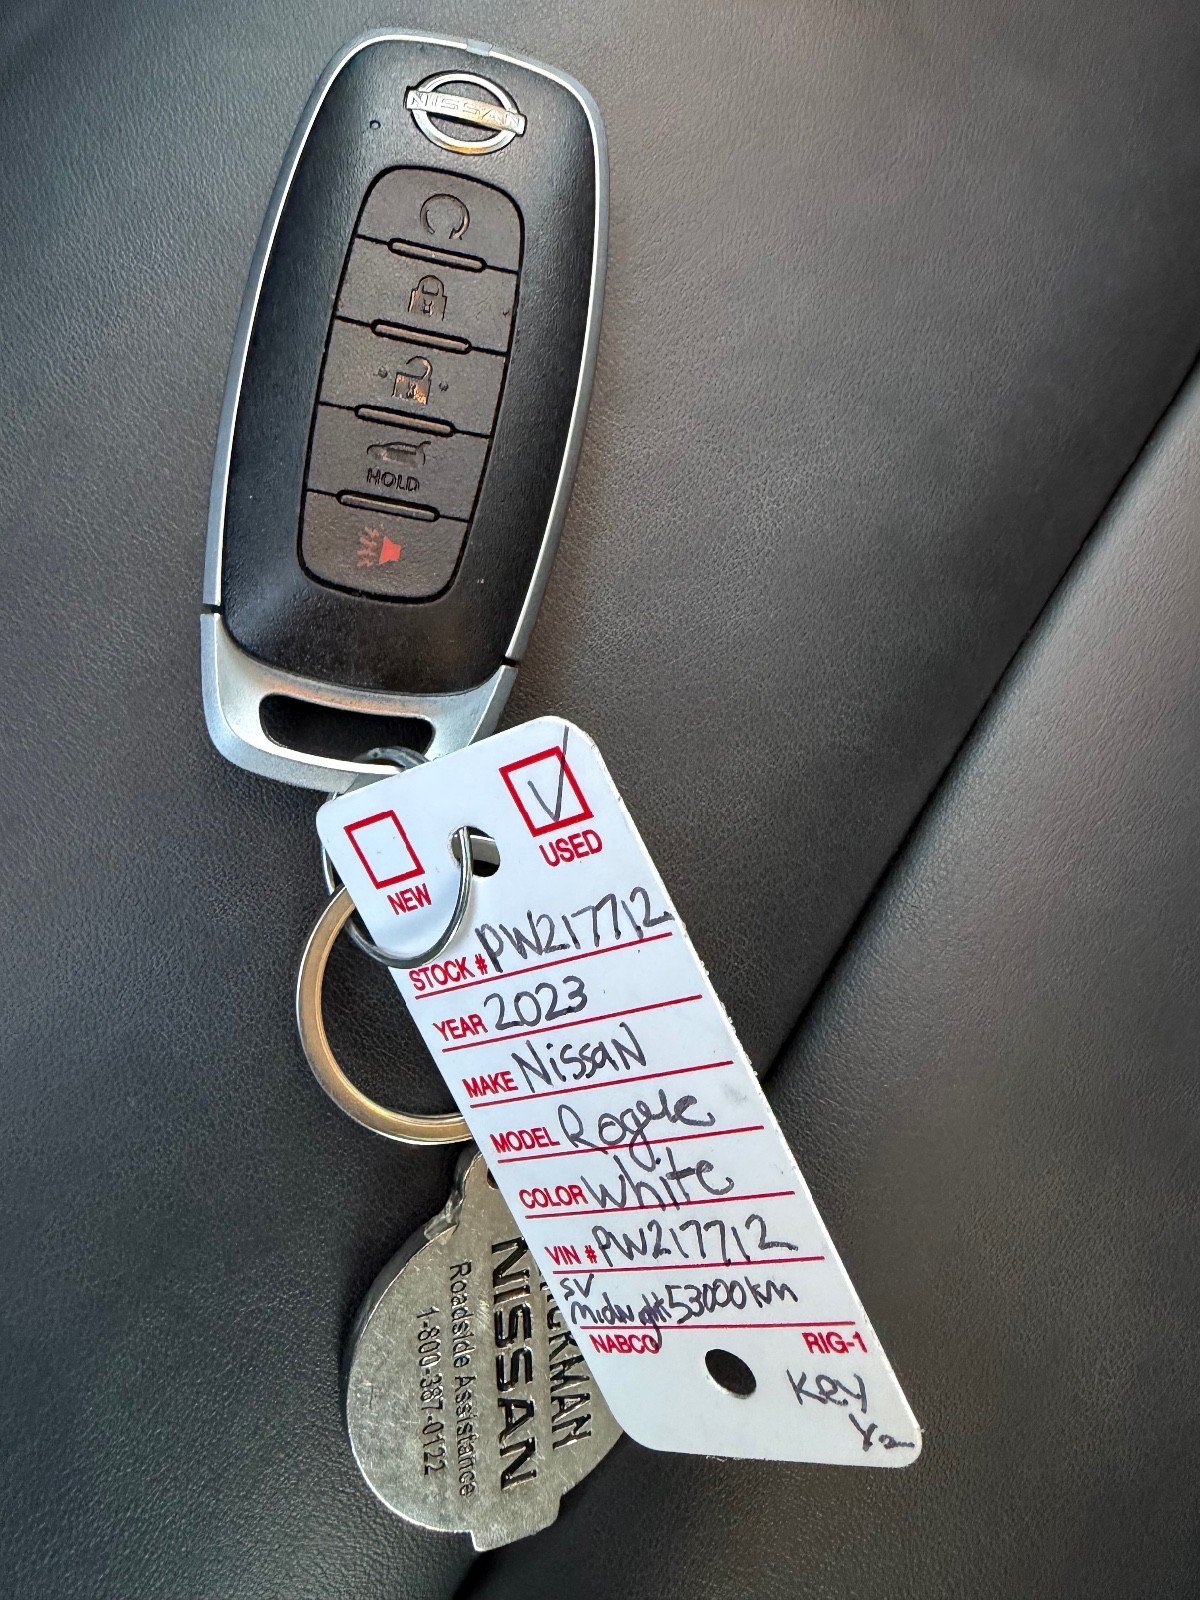 NISSAN
HOLD
NEW
USED
STOCK # PW217712
YEAR 2023
MAKE NissaN
MODEL Rogue
COLOR White
VIN # PW217712
SV
Midnight 53000 km
NABCO RIG-1
Key
NISSAN
Roadside Assistance
1-800-387-0122